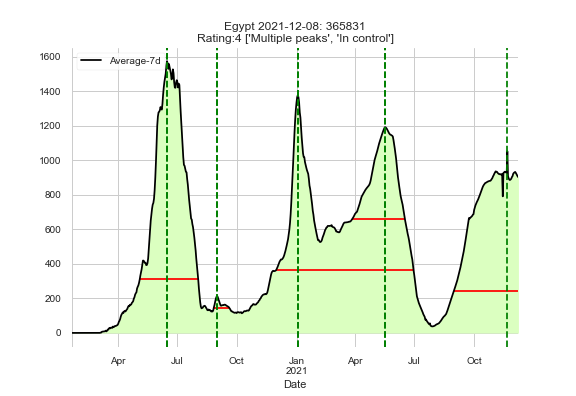 Egypt 2021-12-08: 365831
Rating:4 ['Multiple peaks', 'In control']
Average-7d
1600
1400
1200
1000
800
600
400
200
0
Apr Jul Oct Jan Apr Jul Oct
2021
Date